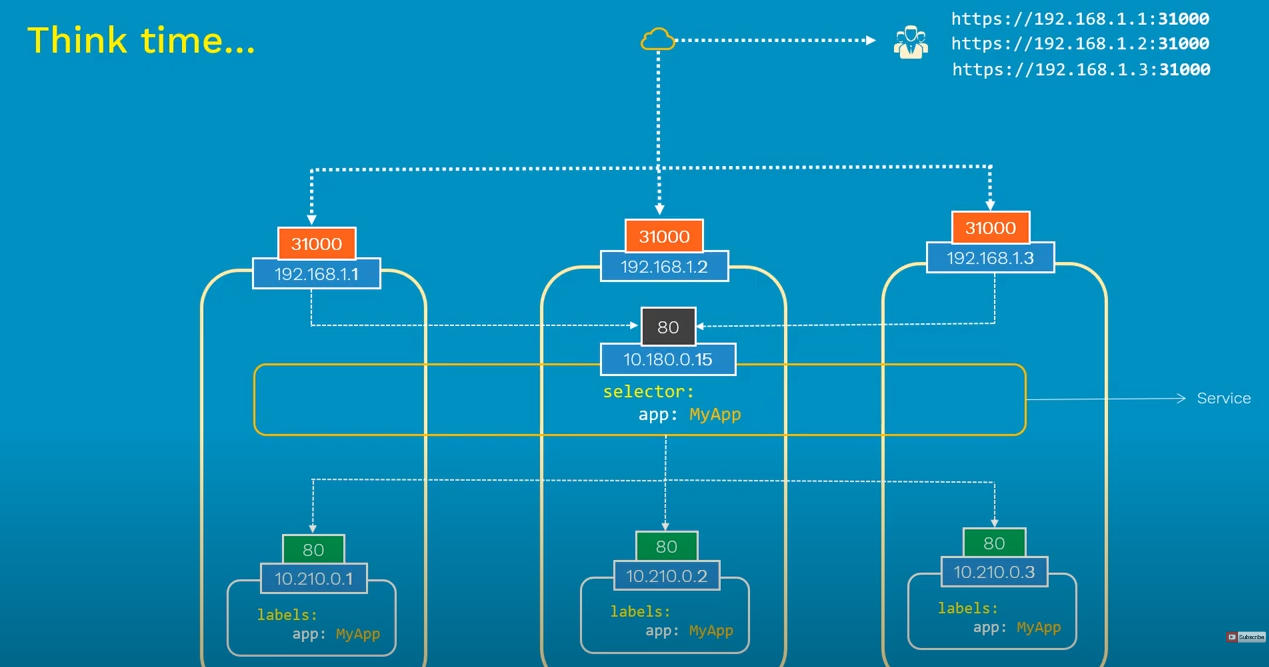 Think time...
https://192.168.1.1:31000
https://192.168.1.2:31000
https://192.168.1.3:31000
31000
192.168.1.1
31000
192.168.1.2
31000
192.168.1.3
80
10.180.0.15
selector:
app: MyApp
Service
80
10.210.0.1
labels:
app: MyApp
80
10.210.0.2
labels:
app: MyApp
80
10.210.0.3
labels:
app: MyApp
Subscribe